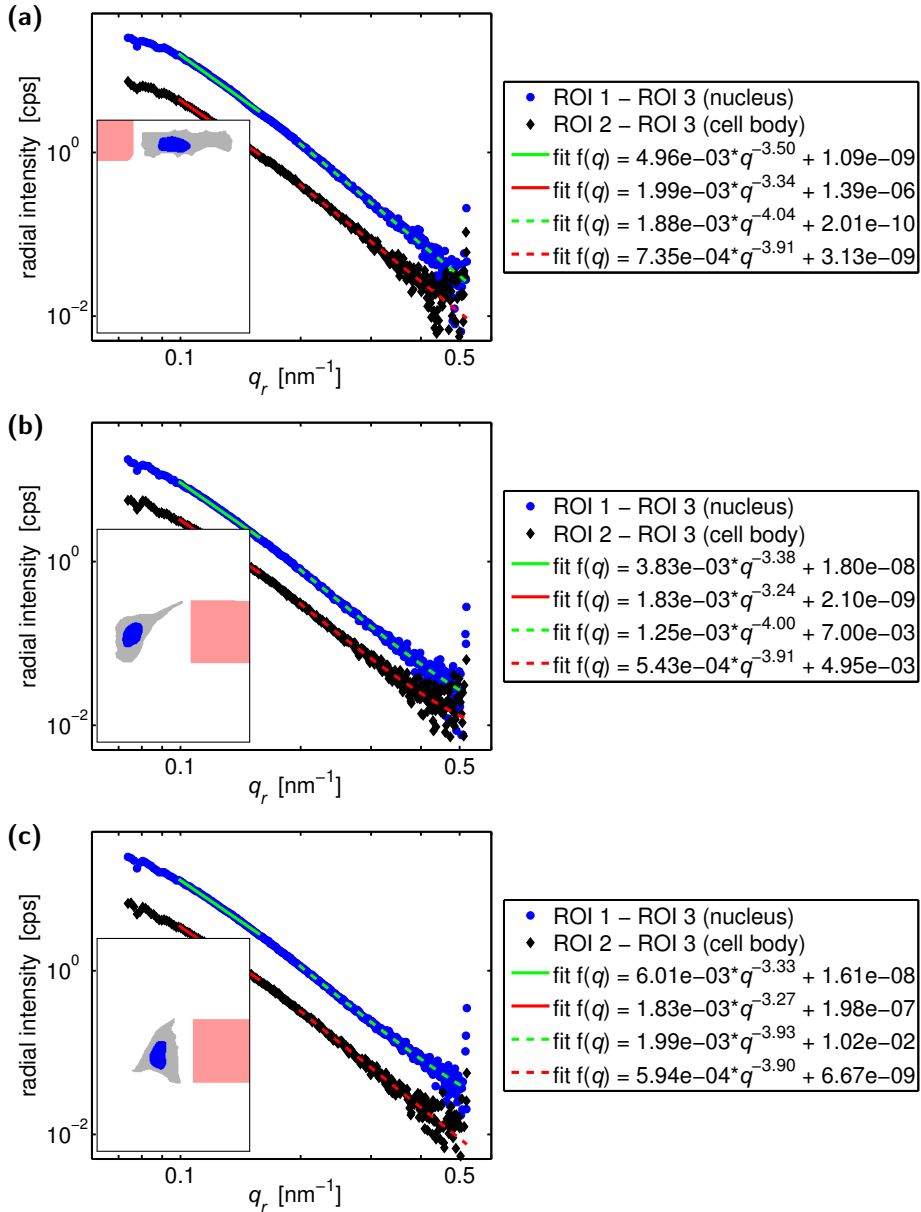 (a)
radial intensity [cps]
10^0
10^−2
0.1
0.5
q_r [nm^−1]
ROI 1 − ROI 3 (nucleus)
ROI 2 − ROI 3 (cell body)
fit f(q) = 4.96e−03*q^−3.50 + 1.09e−09
fit f(q) = 1.99e−03*q^−3.34 + 1.39e−06
fit f(q) = 1.88e−03*q^−4.04 + 2.01e−10
fit f(q) = 7.35e−04*q^−3.91 + 3.13e−09
(b)
radial intensity [cps]
10^0
10^−2
0.1
0.5
q_r [nm^−1]
ROI 1 − ROI 3 (nucleus)
ROI 2 − ROI 3 (cell body)
fit f(q) = 3.83e−03*q^−3.38 + 1.80e−08
fit f(q) = 1.83e−03*q^−3.24 + 2.10e−09
fit f(q) = 1.25e−03*q^−4.00 + 7.00e−03
fit f(q) = 5.43e−04*q^−3.91 + 4.95e−03
(c)
radial intensity [cps]
10^0
10^−2
0.1
0.5
q_r [nm^−1]
ROI 1 − ROI 3 (nucleus)
ROI 2 − ROI 3 (cell body)
fit f(q) = 6.01e−03*q^−3.33 + 1.61e−08
fit f(q) = 1.83e−03*q^−3.27 + 1.98e−07
fit f(q) = 1.99e−03*q^−3.93 + 1.02e−02
fit f(q) = 5.94e−04*q^−3.90 + 6.67e−09